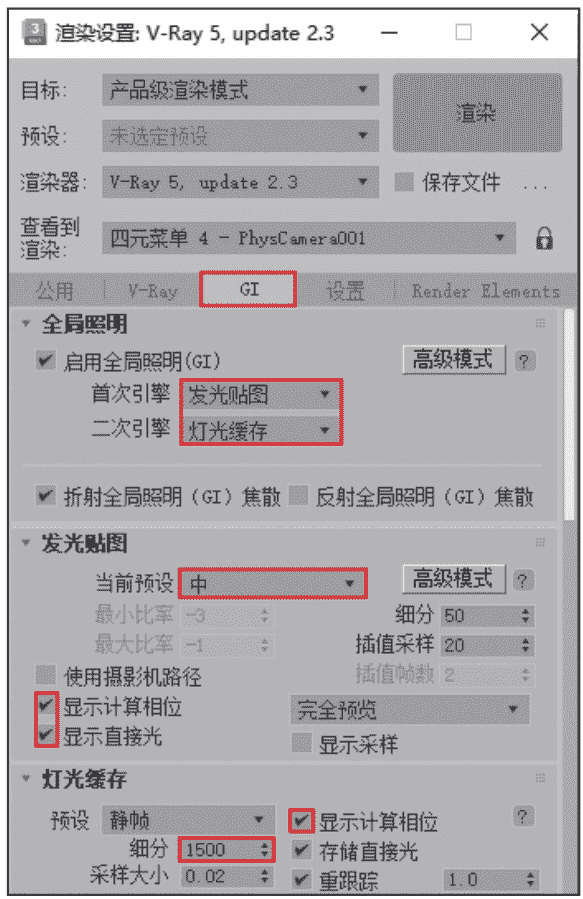 渲染设置: V-Ray 5, update 2.3
目标: 产品级渲染模式 渲染
预设: 未选定预设
渲染器: V-Ray 5, update 2.3 保存文件 ...
查看到渲染: 四元菜单 4 - PhysCamera001
公用 V-Ray GI 设置 Render Elements
全局照明
启用全局照明(GI) 高级模式 ?
首次引擎 发光贴图
二次引擎 灯光缓存
折射全局照明（GI）焦散 反射全局照明（GI）焦散
发光贴图
当前预设 中 高级模式 ?
最小比率 -3 细分 50
最大比率 -1 插值采样 20
使用摄影机路径 插值帧数 2
显示计算相位 完全预览
显示直接光 显示采样
灯光缓存
预设 静帧 显示计算相位 ?
细分 1500 存储直接光
采样大小 0.02 重跟踪 1.0